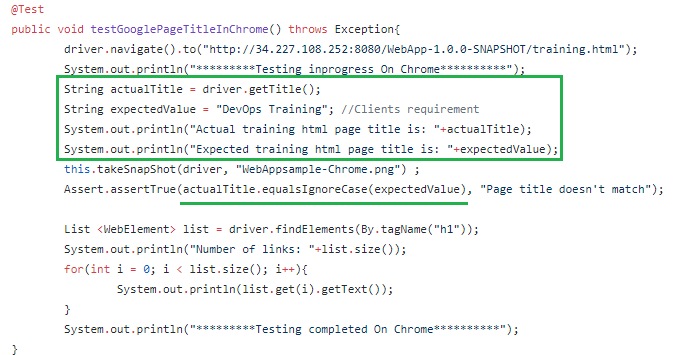 @Test
public void testGooglePageTitleInChrome() throws Exception{
driver.navigate().to("http://34.227.108.252:8080/WebApp-1.0.0-SNAPSHOT/training.html");
System.out.println("*********Testing inprogress On Chrome**********");
String actualTitle = driver.getTitle();
String expectedValue = "DevOps Training"; //Clients requirement
System.out.println("Actual training html page title is: "+actualTitle);
System.out.println("Expected training html page title is: "+expectedValue);
this.takeSnapShot(driver, "WebAppsample-Chrome.png") ;
Assert.assertTrue(actualTitle.equalsIgnoreCase(expectedValue), "Page title doesn't match");
List <WebElement> list = driver.findElements(By.tagName("h1"));
System.out.println("Number of links: "+list.size());
for(int i = 0; i < list.size(); i++){
System.out.println(list.get(i).getText());
}
System.out.println("*********Testing completed On Chrome**********");
}